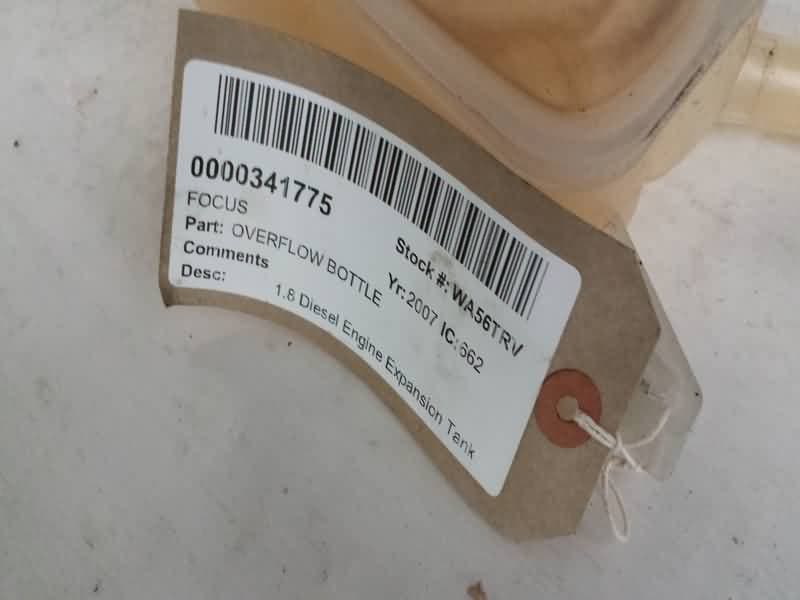 0000341775
FOCUS
Stock #: WA56TRV
Part: OVERFLOW BOTTLE
Yr: 2007 IC: 662
Comments
Desc: 1.8 Diesel Engine Expansion Tank